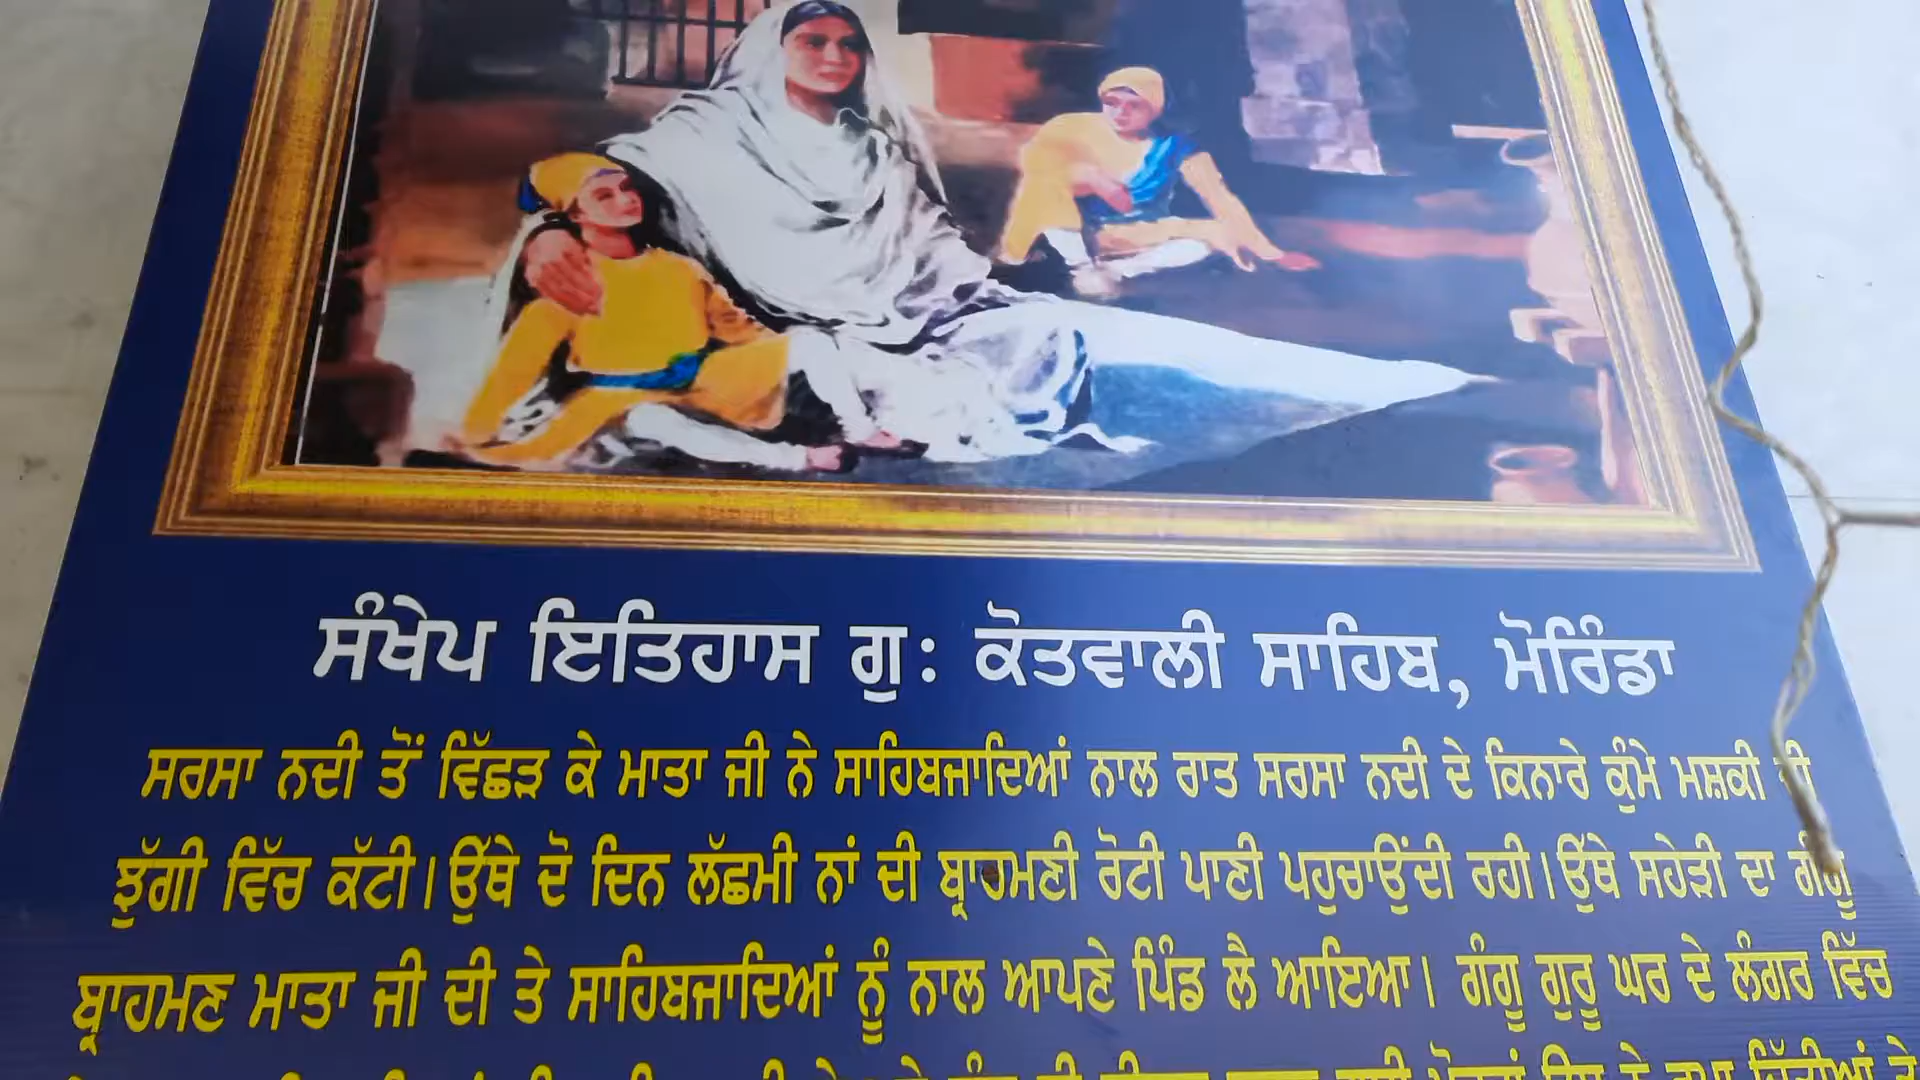 ਸੰਖੇਪ ਇਤਿਹਾਸ ਗੁ: ਕੋਤਵਾਲੀ ਸਾਹਿਬ, ਮੋਰਿੰਡਾ
ਸਰਸਾ ਨਦੀ ਤੋਂ ਵਿੱਛੜ ਕੇ ਮਾਤਾ ਜੀ ਨੇ ਸਾਹਿਬਜਾਦਿਆਂ ਨਾਲ ਰਾਤ ਸਰਸਾ ਨਦੀ ਦੇ ਕਿਨਾਰੇ ਕੁੰਮੇ ਮਸ਼ਕੀ ਦੀ
ਝੁੱਗੀ ਵਿੱਚ ਕੱਟੀ। ਉੱਥੇ ਦੋ ਦਿਨ ਲੱਛਮੀ ਨਾਂ ਦੀ ਬ੍ਰਾਹਮਣੀ ਰੋਟੀ ਪਾਣੀ ਪਹੁਚਾਉਂਦੀ ਰਹੀ। ਉੱਥੇ ਸਹੇੜੀ ਦਾ ਗੰਗੂ
ਬ੍ਰਾਹਮਣ ਮਾਤਾ ਜੀ ਦੀ ਤੇ ਸਾਹਿਬਜਾਦਿਆਂ ਨੂੰ ਨਾਲ ਆਪਣੇ ਪਿੰਡ ਲੈ ਆਇਆ। ਗੰਗੂ ਗੁਰੂ ਘਰ ਦੇ ਲੰਗਰ ਵਿੱਚ